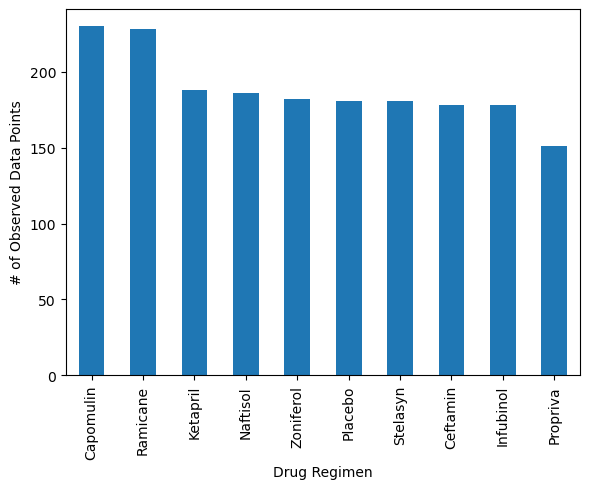 # of Observed Data Points
200
150
100
50
0
Capomulin
Ramicane
Ketapril
Naftisol
Zoniferol
Placebo
Stelasyn
Ceftamin
Infubinol
Propriva
Drug Regimen